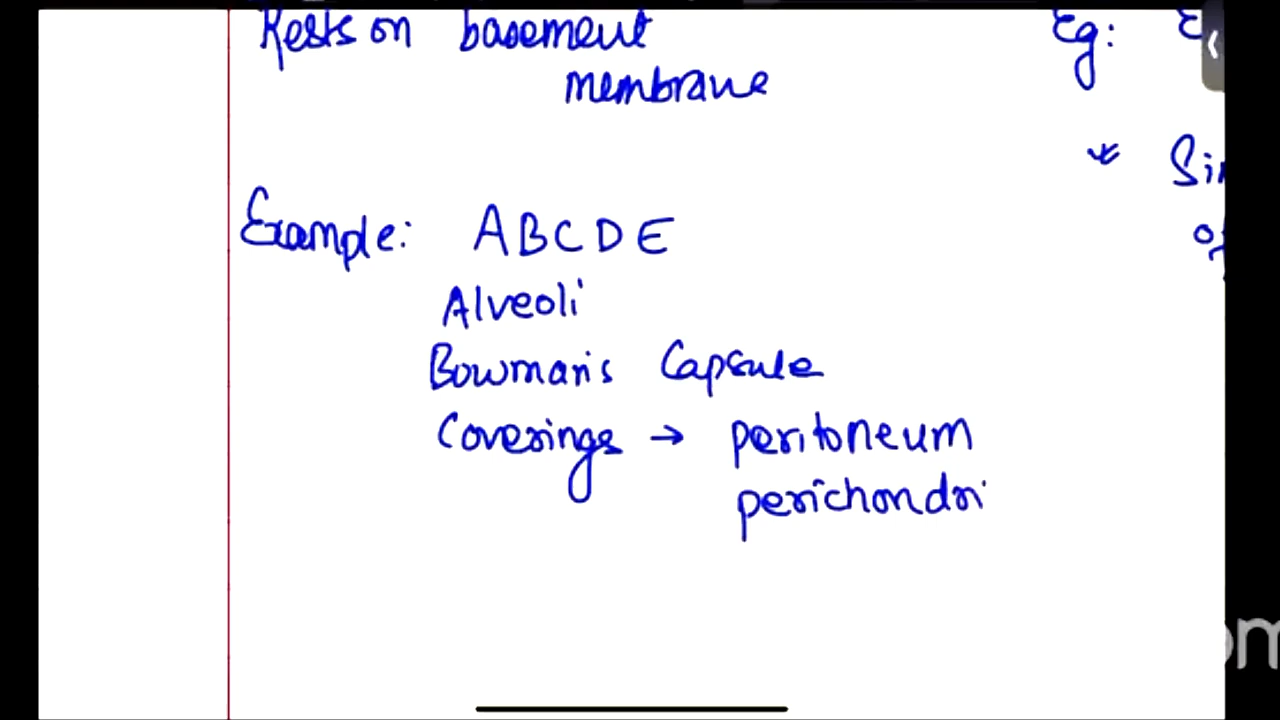 Rests on basement
membrane
Eg:
*
Example: ABCDE
Alveoli
Bowman's Capsule
Coverings → peritoneum
perichondri